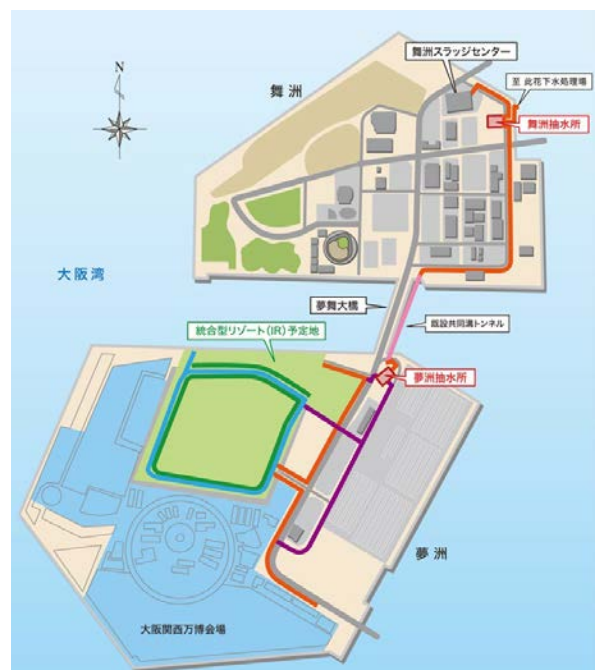 N
舞洲スラッジセンター
至 此花下水処理場
舞洲
舞洲抽水所
大阪湾
夢舞大橋
既設共同溝トンネル
統合型リゾート(IR)予定地
夢洲抽水所
夢洲
大阪関西万博会場